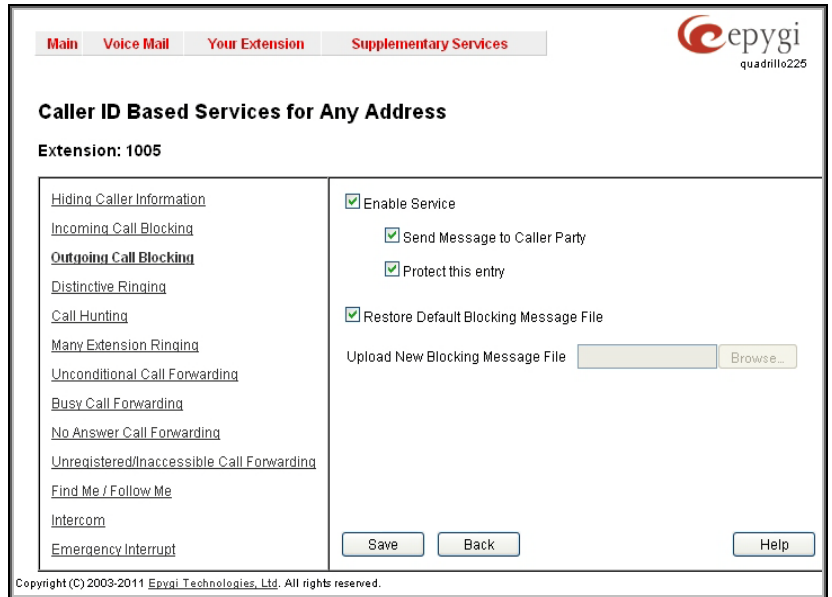 Main Voice Mail Your Extension Supplementary Services
epygi
quadrillo225
Caller ID Based Services for Any Address
Extension: 1005
Hiding Caller Information
Incoming Call Blocking
Outgoing Call Blocking
Distinctive Ringing
Call Hunting
Many Extension Ringing
Unconditional Call Forwarding
Busy Call Forwarding
No Answer Call Forwarding
Unregistered/Inaccessible Call Forwarding
Find Me / Follow Me
Intercom
Emergency Interrupt
Enable Service
Send Message to Caller Party
Protect this entry
Restore Default Blocking Message File
Upload New Blocking Message File Browse...
Save Back Help
Copyright (C) 2003-2011 Epygi Technologies, Ltd. All rights reserved.